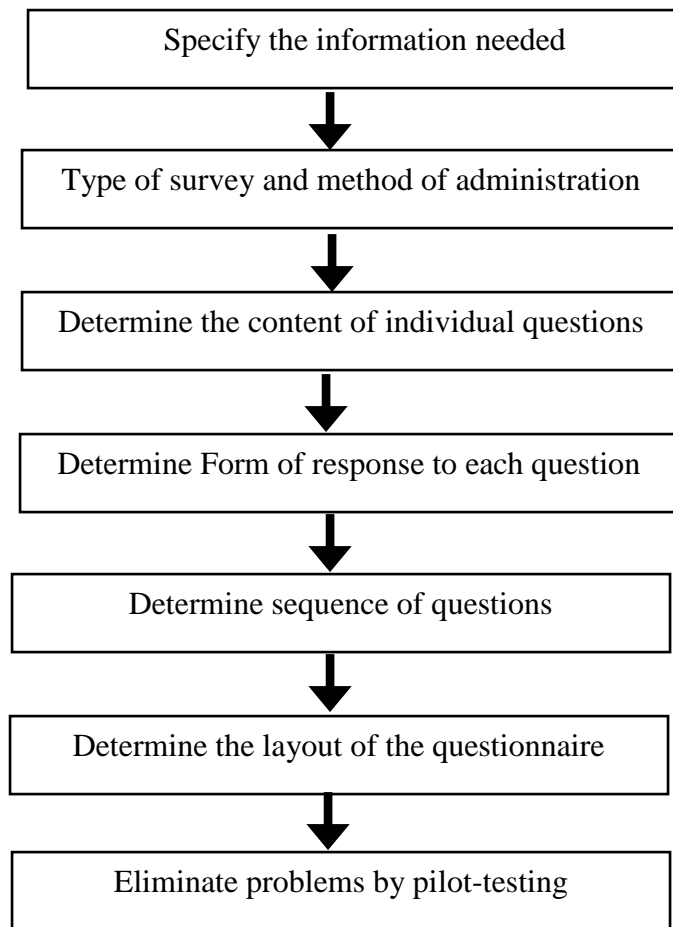 Specify the information needed
Type of survey and method of administration
Determine the content of individual questions
Determine Form of response to each question
Determine sequence of questions
Determine the layout of the questionnaire
Eliminate problems by pilot-testing